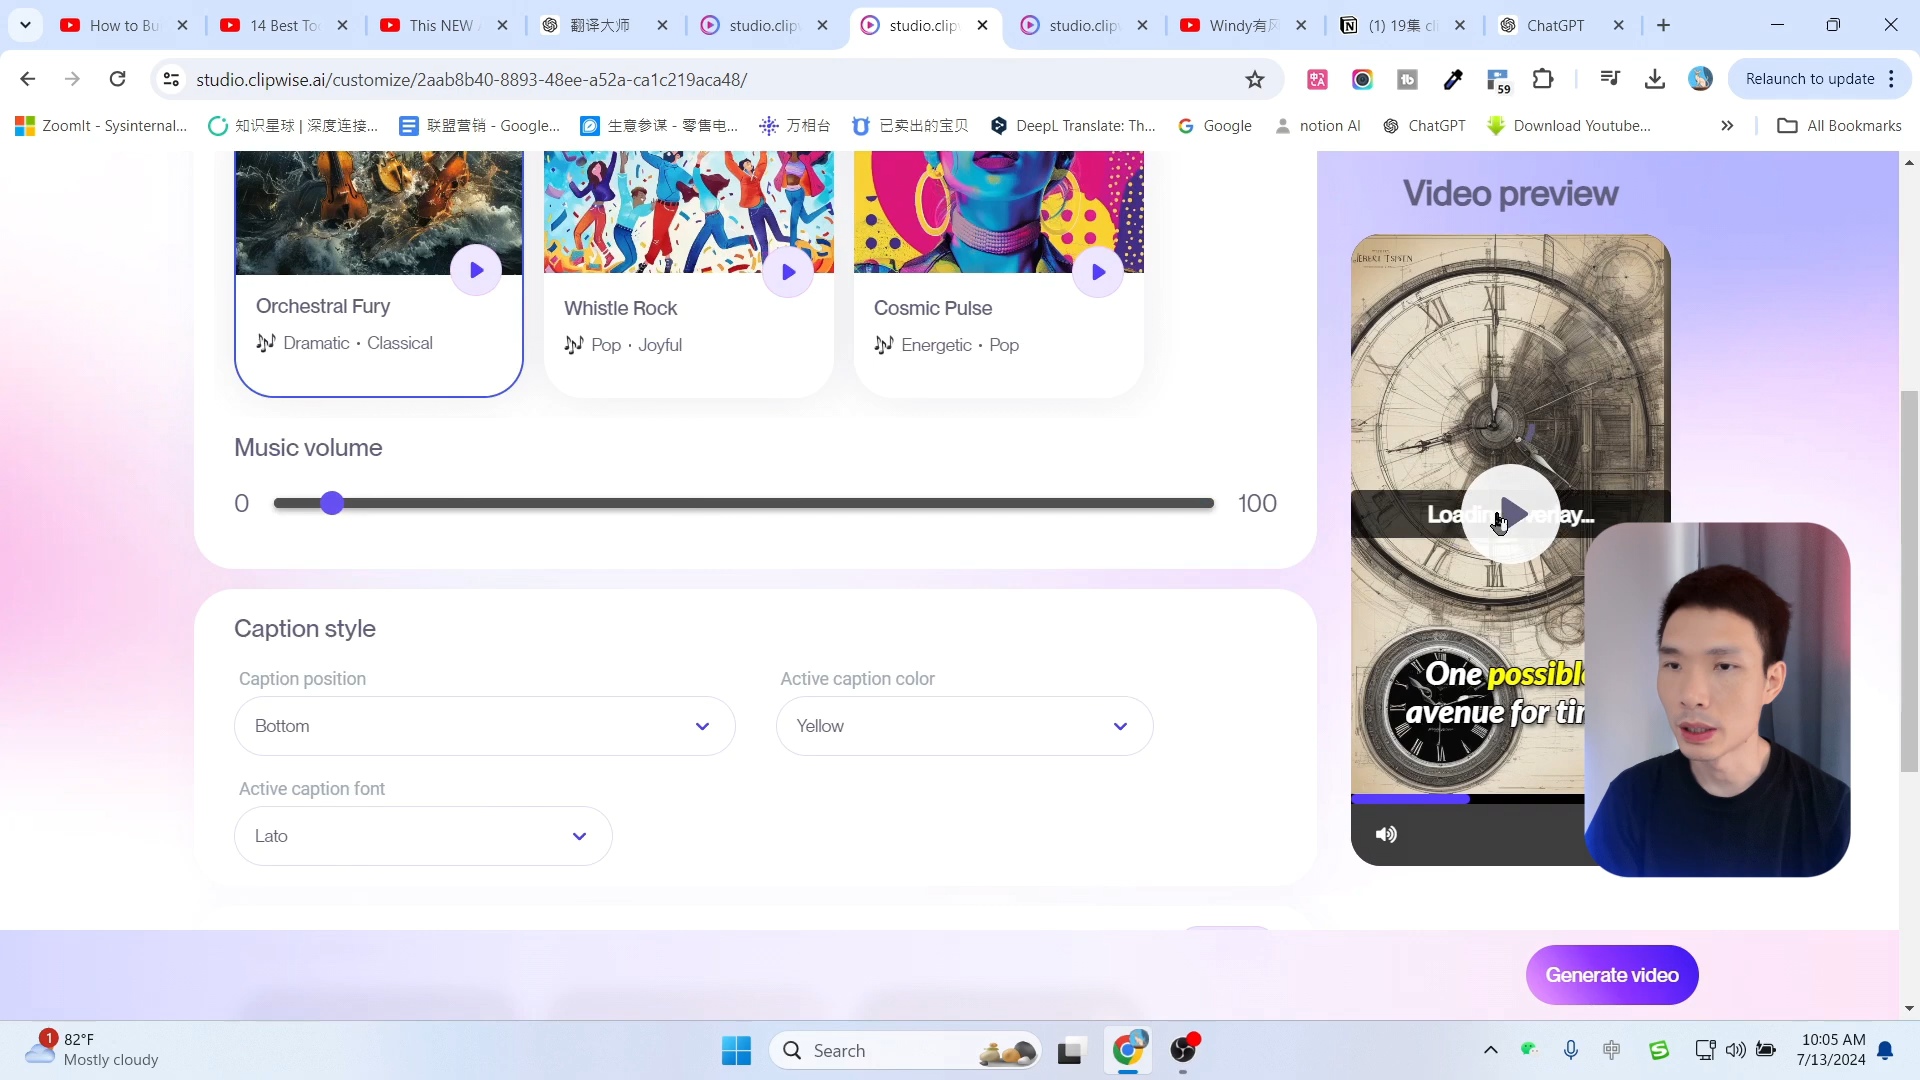 How to Bu
14 Best To
This NEW
翻译大师
studio.clip
studio.clip
studio.clip
Windy有风
(1) 19集 cli
ChatGPT
studio.clipwise.ai/customize/2aab8b40-8893-48ee-a52a-ca1c219aca48/
59
Relaunch to update
ZoomIt - Sysinternal...
知识星球 | 深度连接...
联盟营销 - Google...
生意参谋 - 零售电...
万相台
已卖出的宝贝
DeepL Translate: Th...
Google
notion AI
ChatGPT
Download Youtube...
All Bookmarks
Orchestral Fury
Dramatic · Classical
Whistle Rock
Pop · Joyful
Cosmic Pulse
Energetic · Pop
Music volume
0
100
Caption style
Caption position
Bottom
Active caption color
Yellow
Active caption font
Lato
Video preview
One possible
avenue for
Generate video
1
82°F
Mostly cloudy
Search
中
10:05 AM
7/13/2024